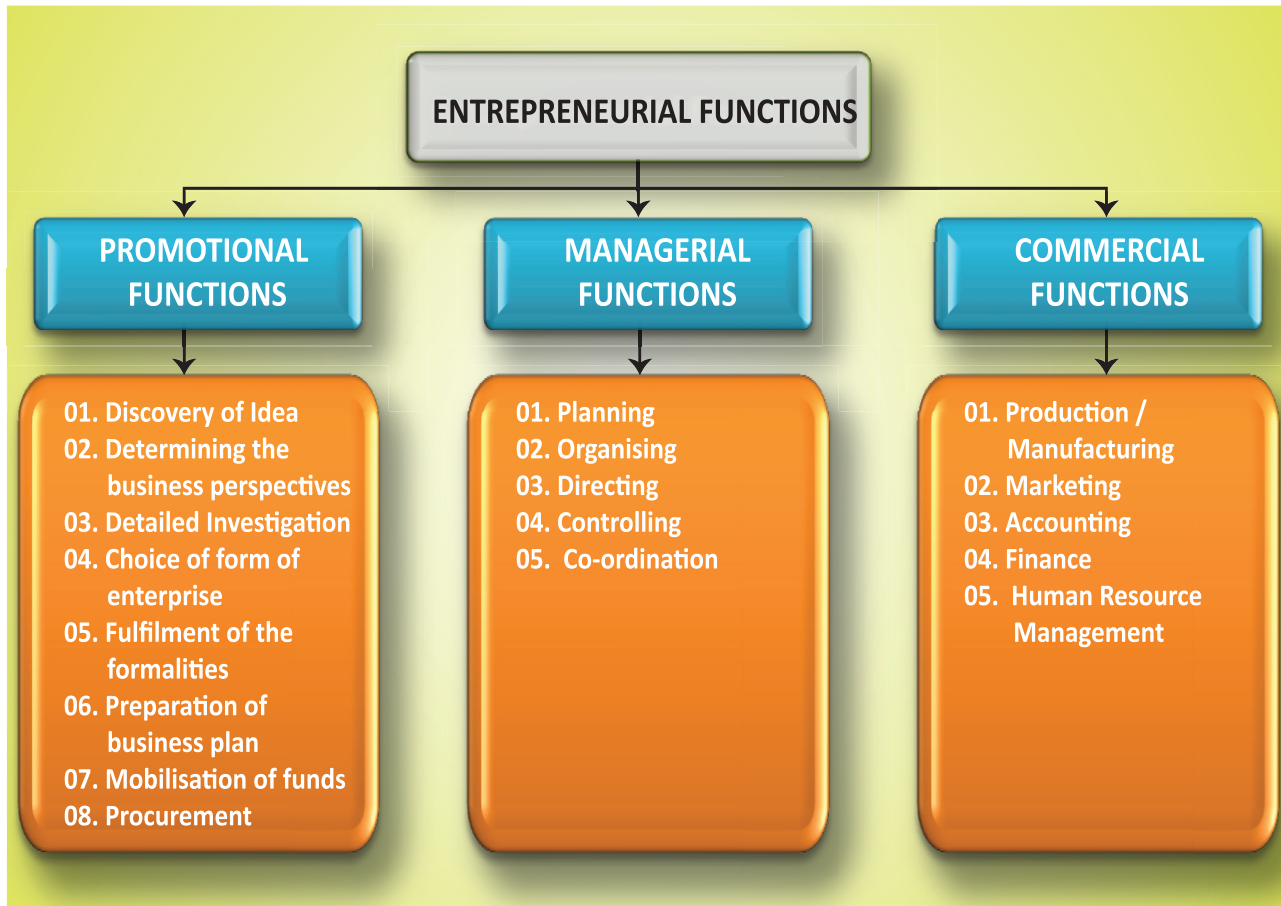 ENTREPRENEURIAL FUNCTIONS
PROMOTIONAL
FUNCTIONS
01. Discovery of Idea
02. Determining the
business perspectives
03. Detailed Investigation
04. Choice of form of
enterprise
05. Fulfilment of the
formalities
06. Preparation of
business plan
07. Mobilisation of funds
08. Procurement
MANAGERIAL
FUNCTIONS
01. Planning
02. Organising
03. Directing
04. Controlling
05. Co-ordination
COMMERCIAL
FUNCTIONS
01. Production /
Manufacturing
02. Marketing
03. Accounting
04. Finance
05. Human Resource
Management